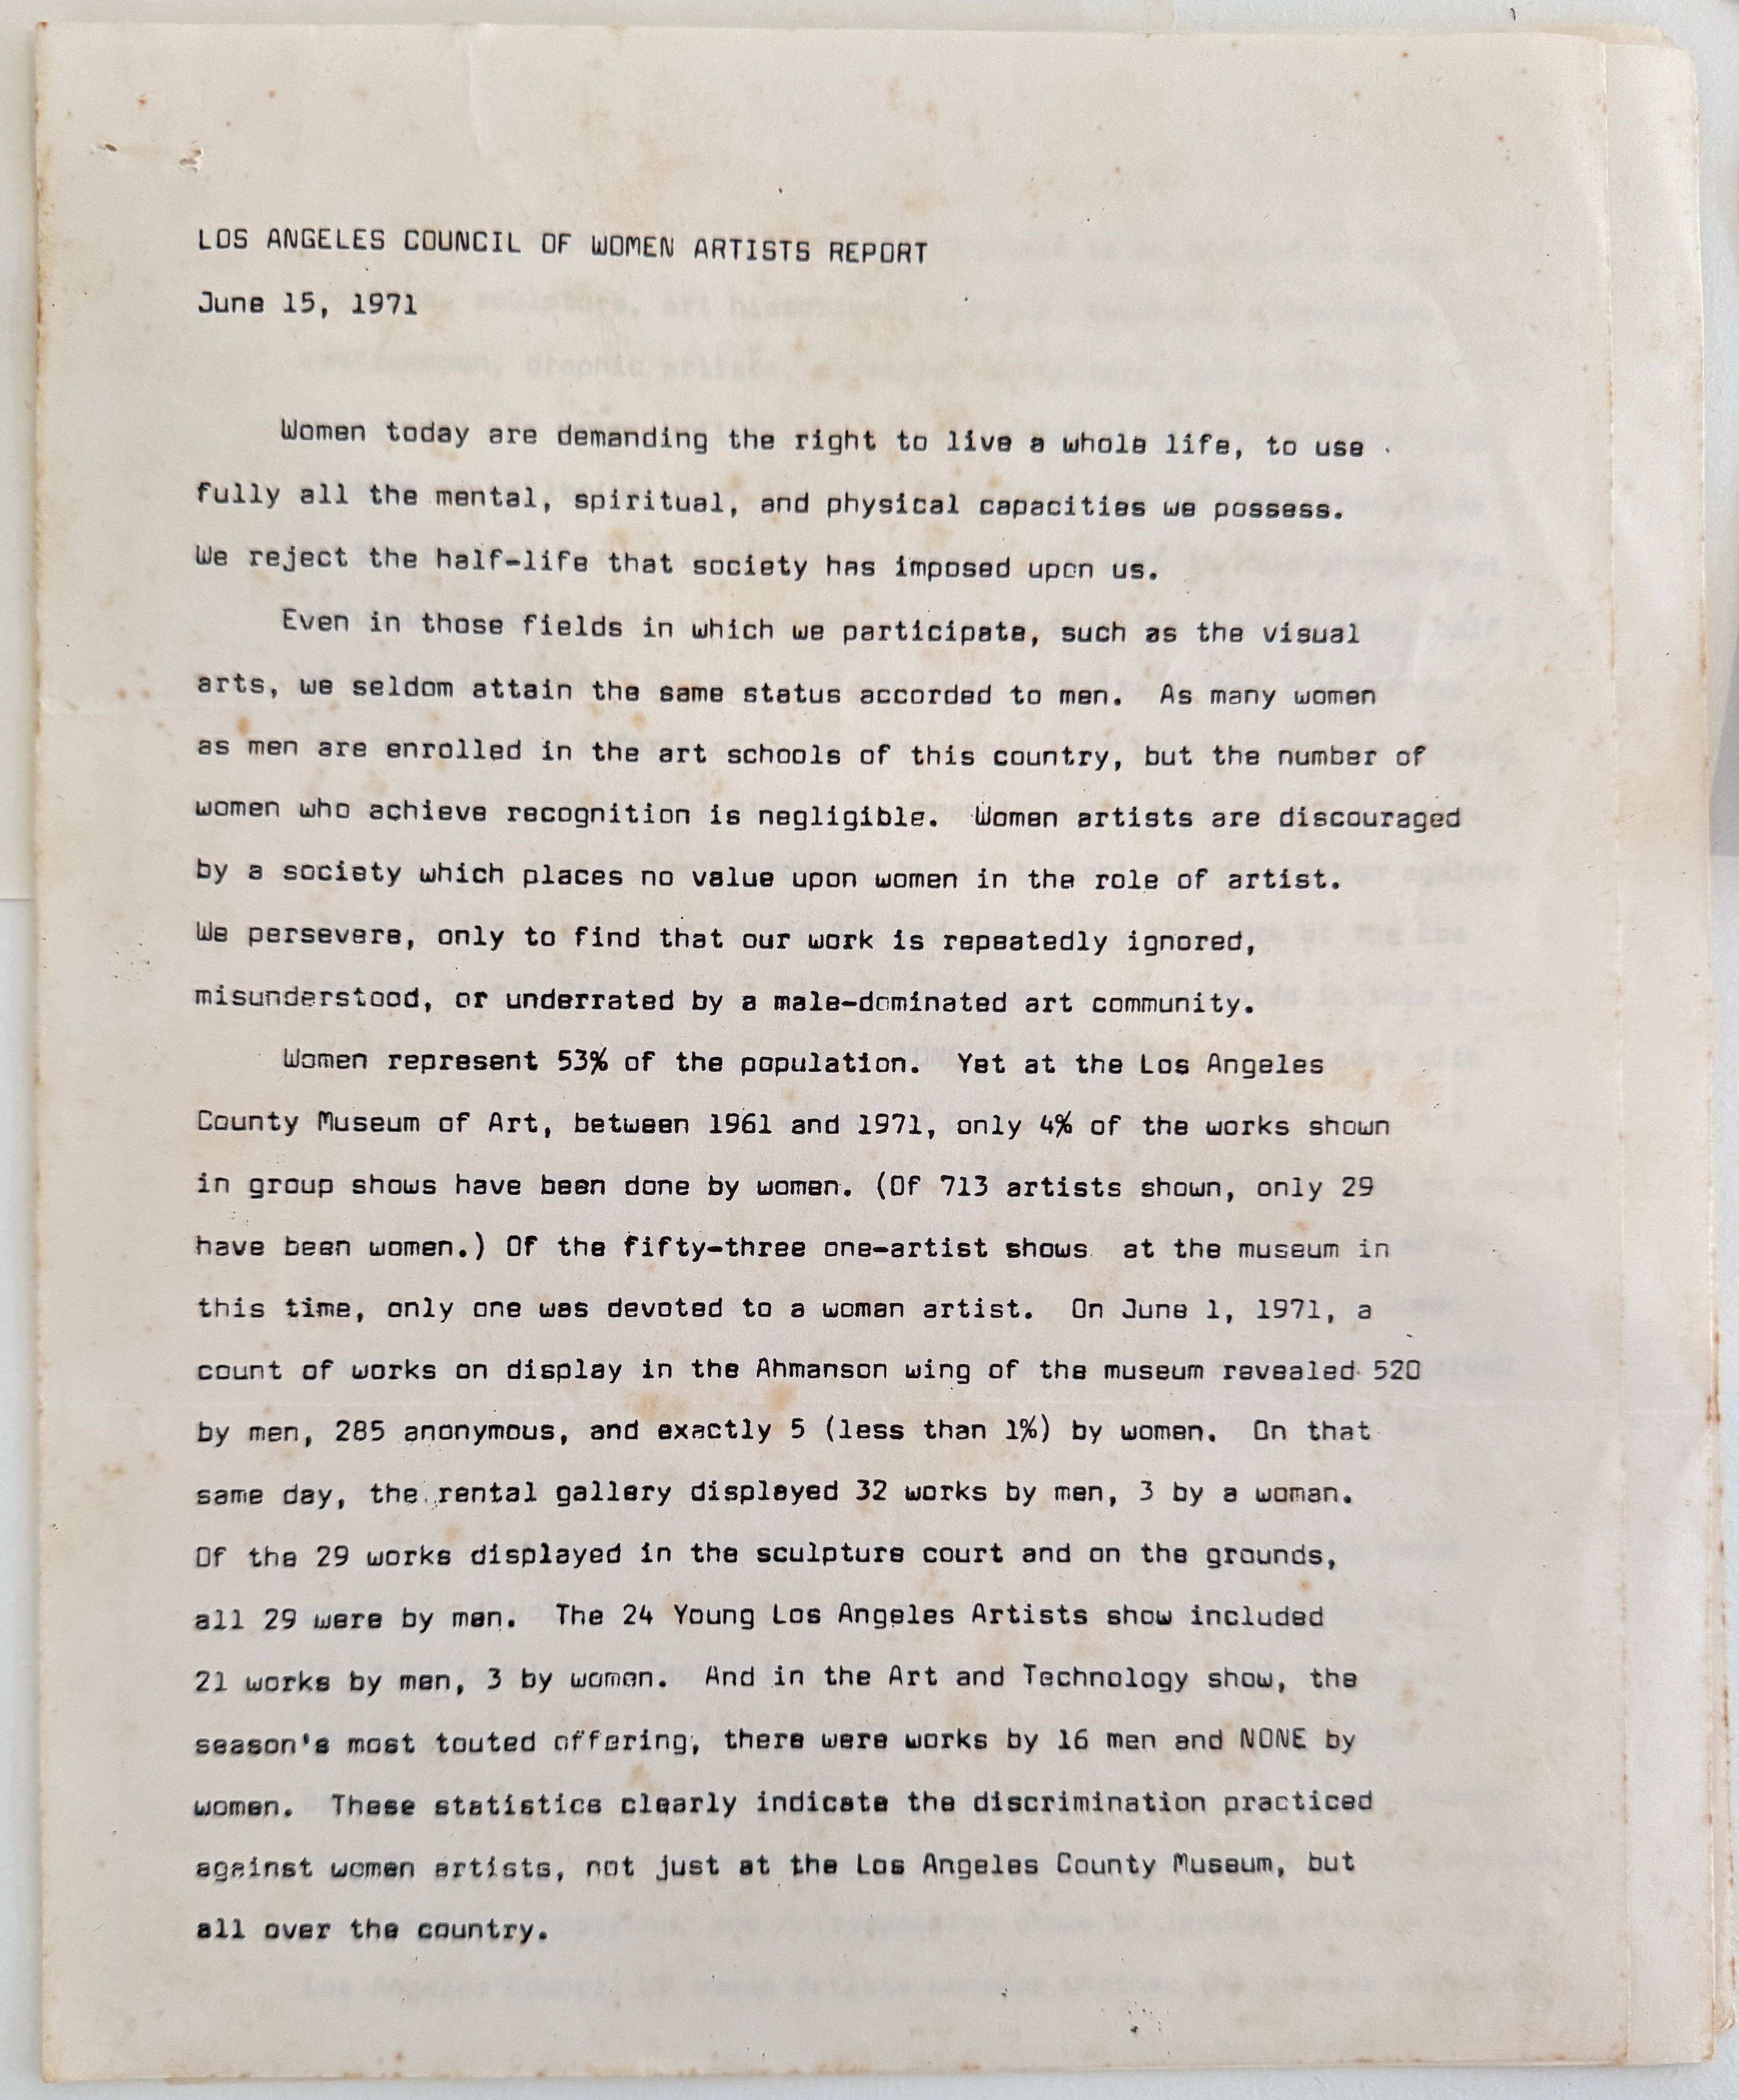 LOS ANGELES COUNCIL OF WOMEN ARTISTS REPORT
June 15, 1971
Women today are demanding the right to live a whole life, to use
fully all the mental, spiritual, and physical capacities we possess.
We reject the half-life that society has imposed upon us.
Even in those fields in which we participate, such as the visual
arts, we seldom attain the same status accorded to men. As many women
as men are enrolled in the art schools of this country, but the number of
women who achieve recognition is negligible. Women artists are discouraged
by a society which places no value upon women in the role of artist.
We persevere, only to find that our work is repeatedly ignored,
misunderstood, or underrated by a male-dominated art community.
Women represent 53% of the population. Yet at the Los Angeles
County Museum of Art, between 1961 and 1971, only 4% of the works shown
in group shows have been done by women. (Of 713 artists shown, only 29
have been women.) Of the fifty-three one-artist shows at the museum in
this time, only one was devoted to a woman artist. On June 1, 1971, a
count of works on display in the Ahmanson wing of the museum revealed 520
by men, 285 anonymous, and exactly 5 (less than 1%) by women. On that
same day, the rental gallery displayed 32 works by men, 3 by a woman.
Of the 29 works displayed in the sculpture court and on the grounds,
all 29 were by men. The 24 Young Los Angeles Artists show included
21 works by men, 3 by women. And in the Art and Technology show, the
season's most touted offering, there were works by 16 men and NONE by
women. These statistics clearly indicate the discrimination practiced
against women artists, not just at the Los Angeles County Museum, but
all over the country.